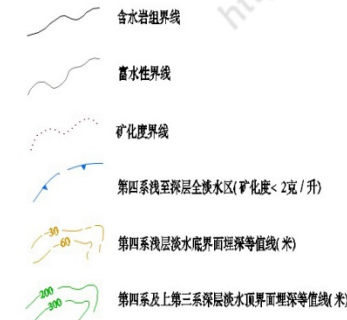 含水岩组界线
富水性界线
矿化度界线
第四系浅至深层全淡水区(矿化度< 2克 / 升)
30
60
第四系浅层淡水底界面埋深等值线(米)
200
300
第四系及上第三系深层淡水顶界面埋深等值线(米)